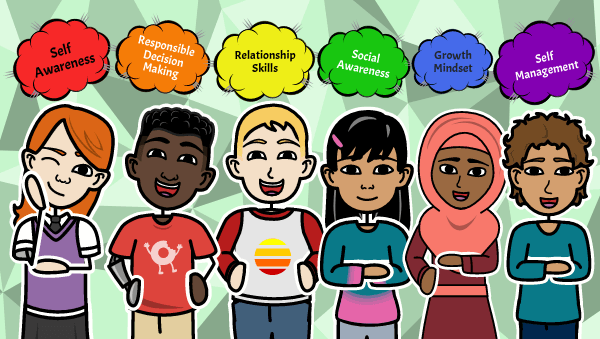 Self
Awareness
Responsible
Decision
Making
Relationship
Skills
Social
Awareness
Growth
Mindset
Self
Management